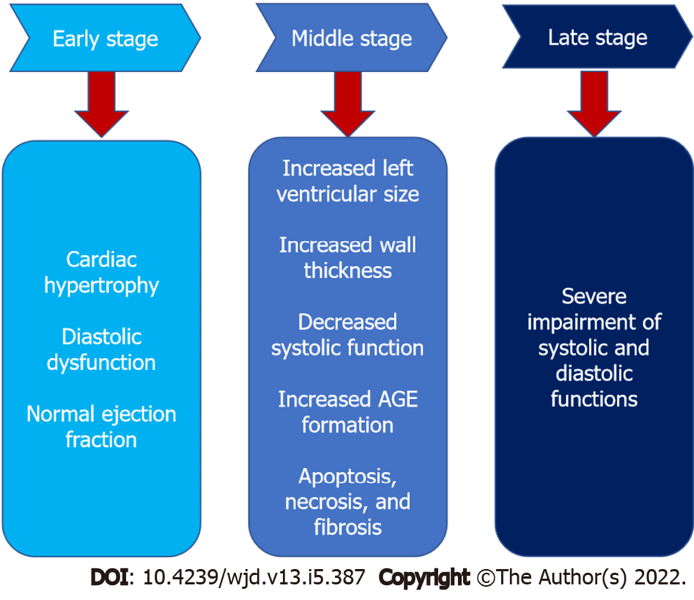 Early stage
Middle stage
Late stage
Cardiac
hypertrophy
Diastolic
dysfunction
Normal ejection
fraction
Increased left
ventricular size
Increased wall
thickness
Decreased
systolic function
Increased AGE
formation
Apoptosis,
necrosis, and
fibrosis
Severe
impairment of
systolic and
diastolic
functions
DOI: 10.4239/wjd.v13.i5.387 Copyright ©The Author(s) 2022.